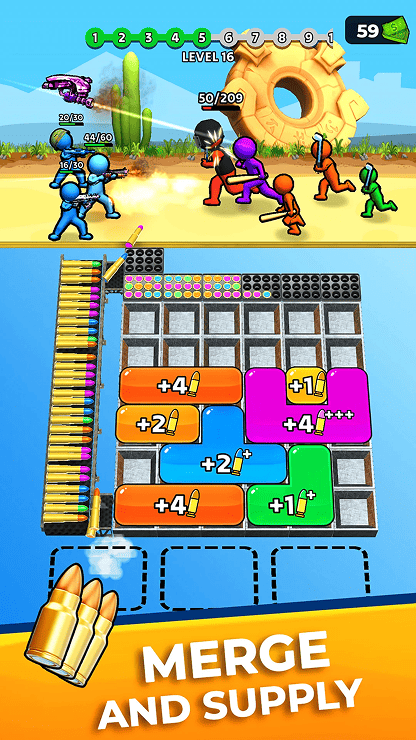 1 2 3 4 5 6 7 8 9 1
59
LEVEL 16
50/209
20/30
44/60
16/30
+4 +1
+2 +4+++
+2+
+4 +1+
MERGE
AND SUPPLY